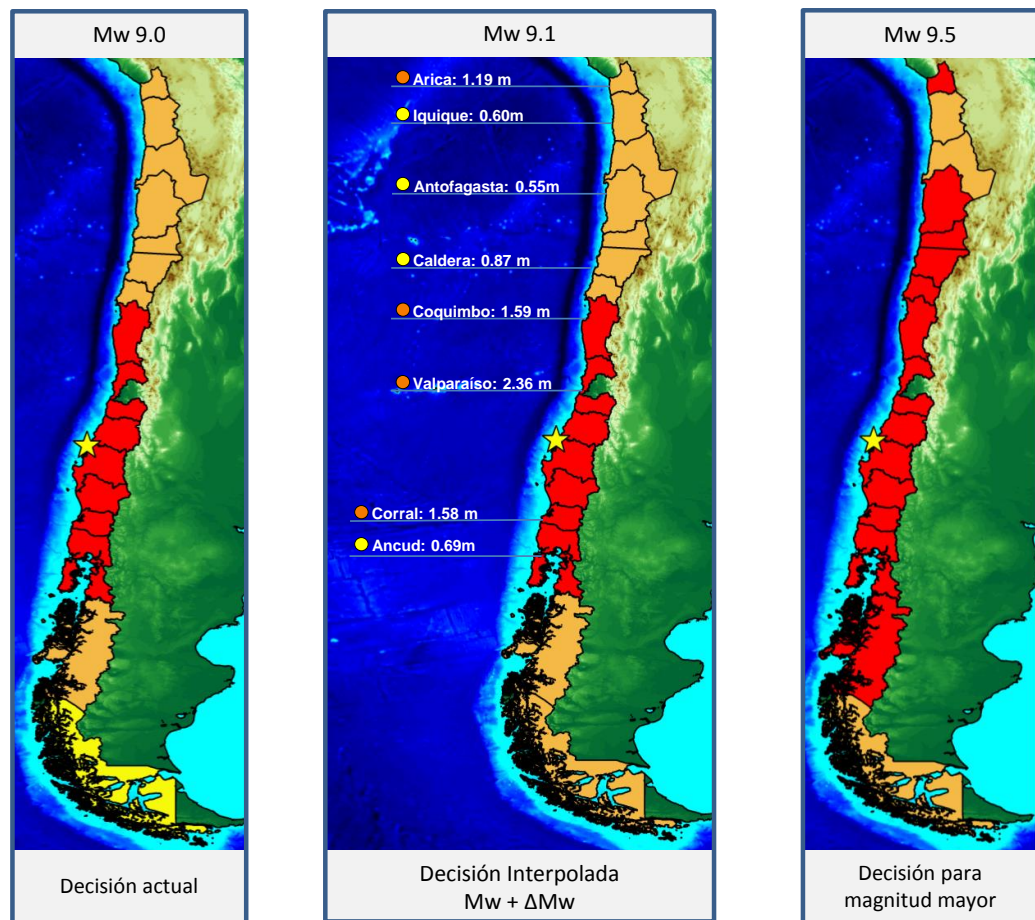 Mw 9.0
Decisión actual
Mw 9.1
Arica: 1.19 m
Iquique: 0.60m
Antofagasta: 0.55m
Caldera: 0.87 m
Coquimbo: 1.59 m
Valparaíso: 2.36 m
Corral: 1.58 m
Ancud: 0.69m
Decisión Interpolada
Mw + ΔMw
Mw 9.5
Decisión para
magnitud mayor